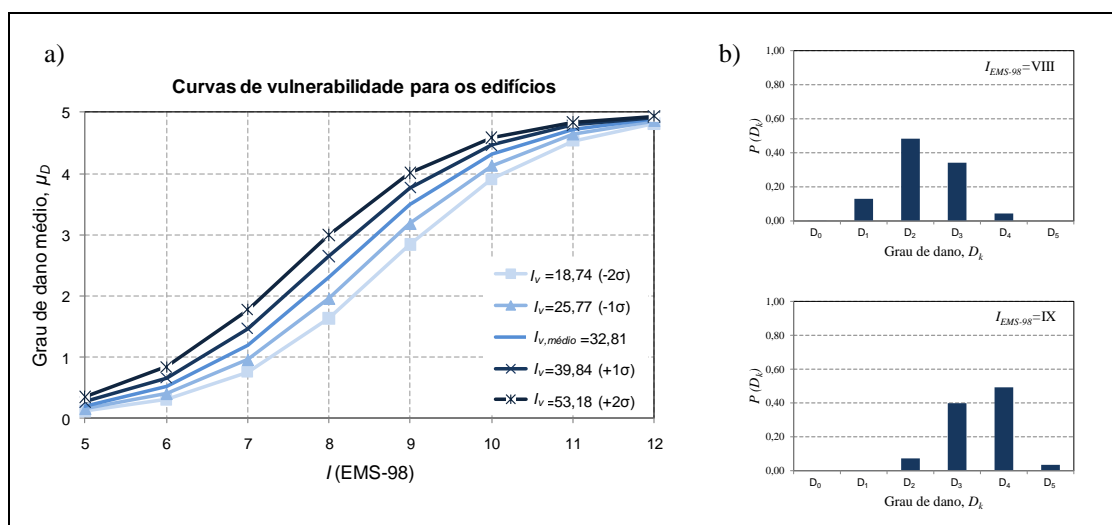 a)
Curvas de vulnerabilidade para os edifícios
Grau de dano médio, μD
5
4
3
2
1
0
5 6 7 8 9 10 11 12
I (EMS-98)
Iv =18,74 (-2σ)
Iv =25,77 (-1σ)
Iv,médio =32,81
Iv =39,84 (+1σ)
Iv =53,18 (+2σ)
b)
IEMS-98=VIII
P (Dk)
1,00
0,80
0,60
0,40
0,20
0,00
D0 D1 D2 D3 D4 D5
Grau de dano, Dk
IEMS-98=IX
P (Dk)
1,00
0,80
0,60
0,40
0,20
0,00
D0 D1 D2 D3 D4 D5
Grau de dano, Dk